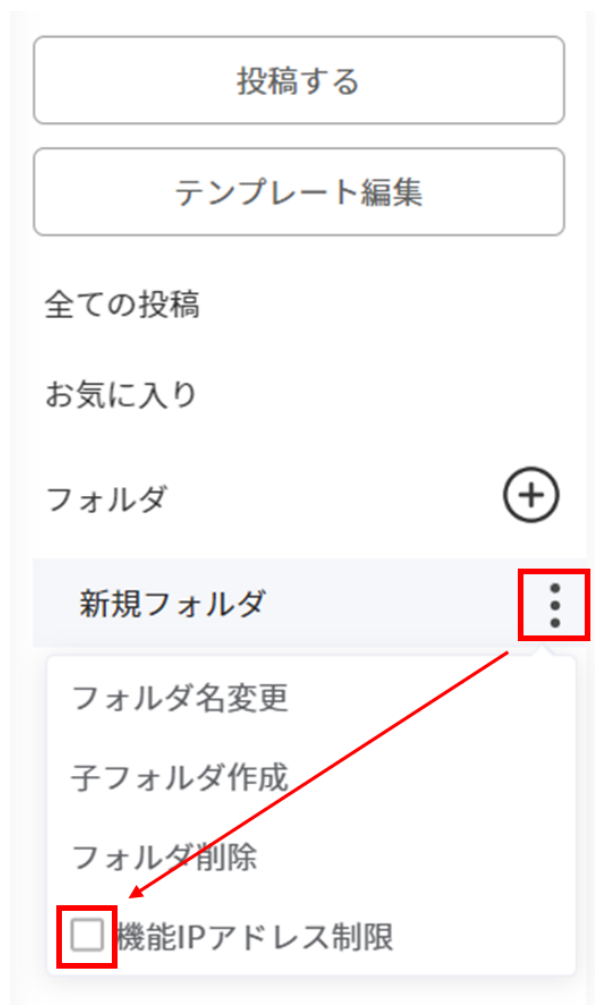 投稿する
テンプレート編集
全ての投稿
お気に入り
フォルダ
新規フォルダ
フォルダ名変更
子フォルダ作成
フォルダ削除
機能IPアドレス制限